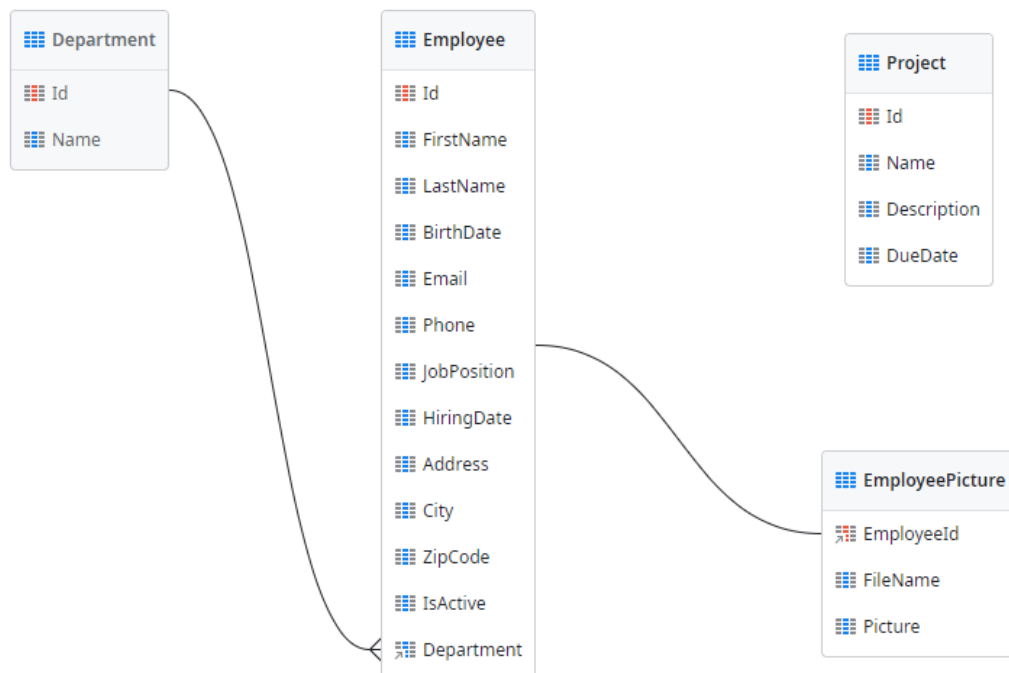 Department
Id
Name
Employee
Id
FirstName
LastName
BirthDate
Email
Phone
JobPosition
HiringDate
Address
City
ZipCode
IsActive
Department
Project
Id
Name
Description
DueDate
EmployeePicture
EmployeeId
FileName
Picture